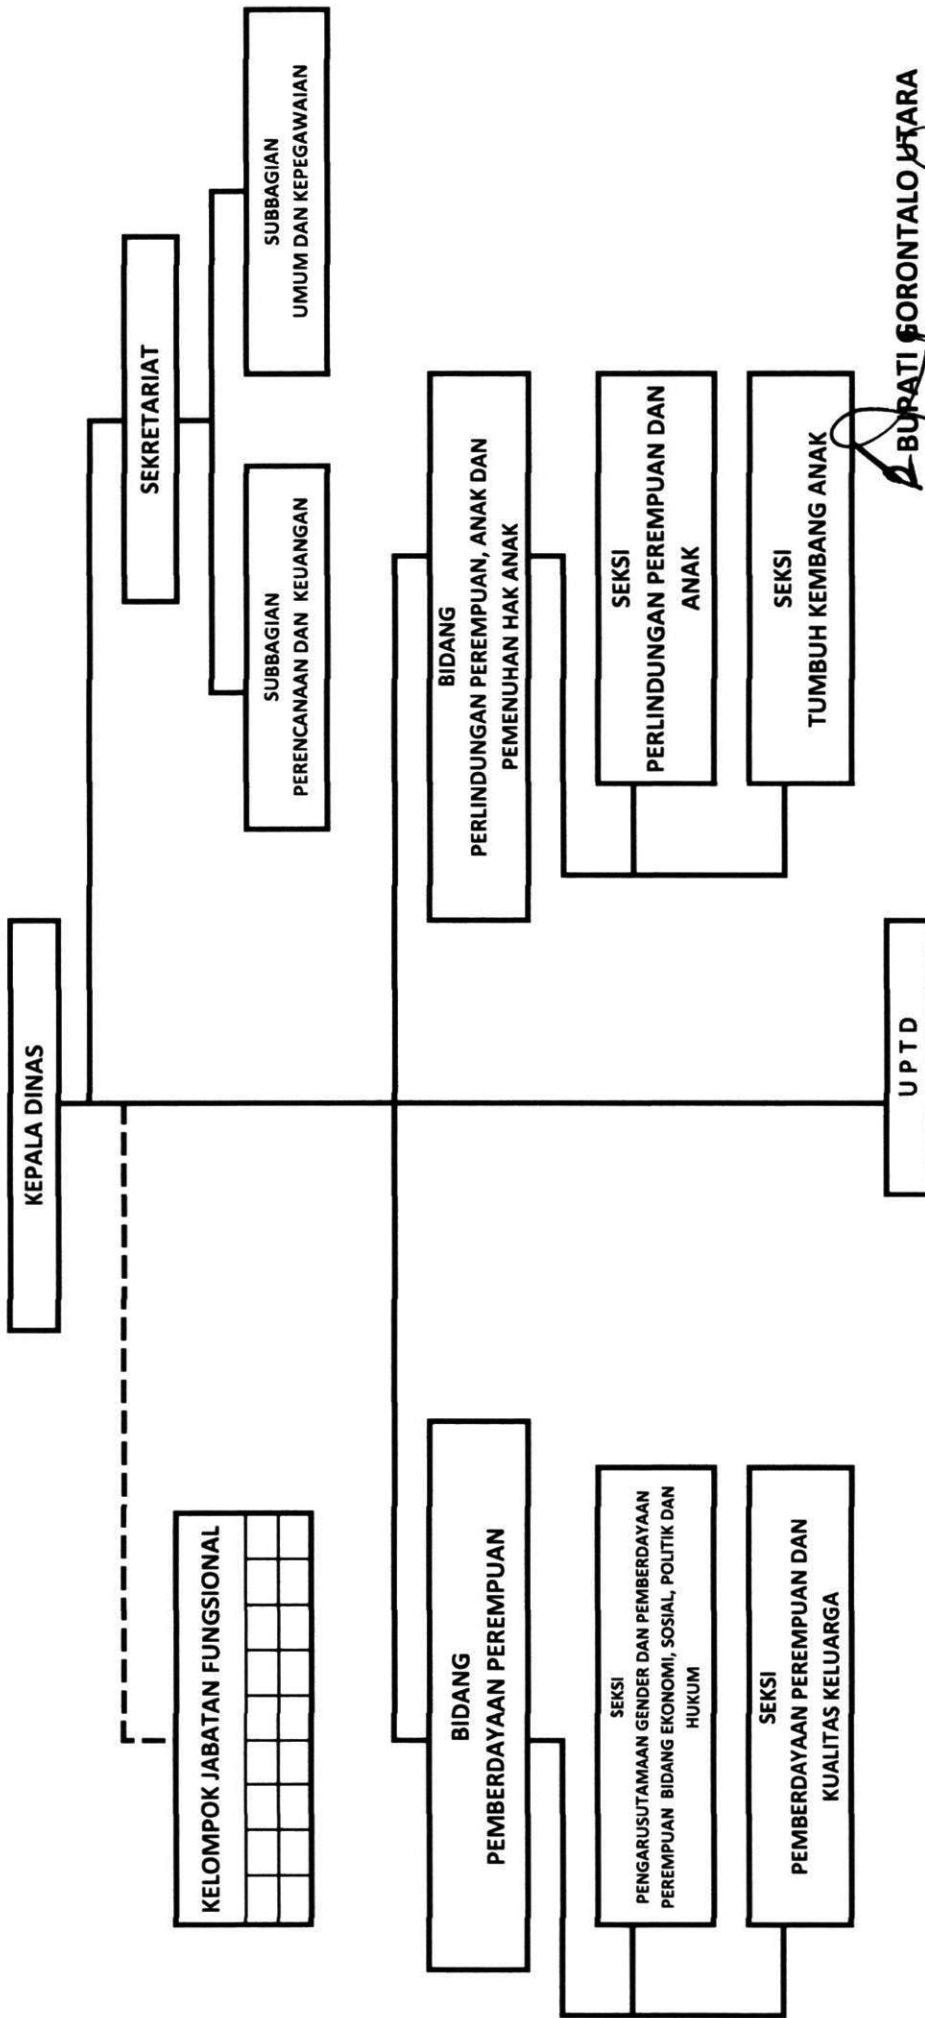 KEPALA DINAS
SEKRETARIAT
SUBBAGIAN
PERENCANAAN DAN KEUANGAN
SUBBAGIAN
UMUM DAN KEPEGAWAIAN
KELOMPOK JABATAN FUNGSIONAL
BIDANG
PEMBERDAYAAN PEREMPUAN
BIDANG
PERLINDUNGAN PEREMPUAN, ANAK DAN
PEMENUHAN HAK ANAK
SEKSI
PENGARUSUTAMAAN GENDER DAN PEMBERDAYAAN
PEREMPUAN BIDANG EKONOMI, SOSIAL, POLITIK DAN
HUKUM
SEKSI
PERLINDUNGAN PEREMPUAN DAN
ANAK
SEKSI
PEMBERDAYAAN PEREMPUAN DAN
KUALITAS KELUARGA
SEKSI
TUMBUH KEMBANG ANAK
U P T D
BUPATI GORONTALO UTARA